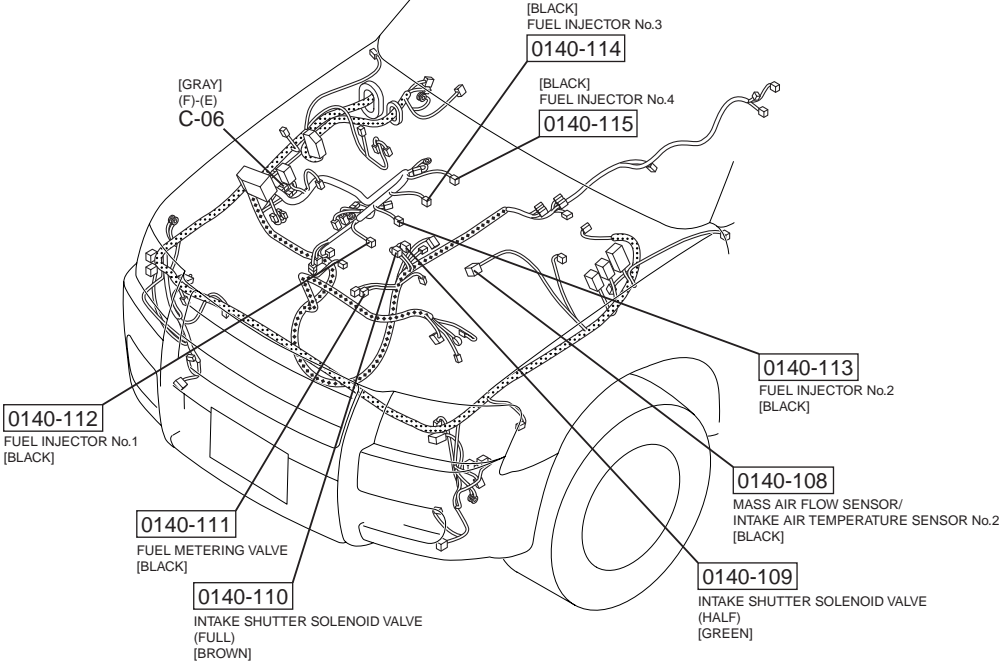 [BLACK]
FUEL INJECTOR No.3
0140-114
[GRAY]
(F)-(E)
C-06
[BLACK]
FUEL INJECTOR No.4
0140-115
0140-113
FUEL INJECTOR No.2
[BLACK]
0140-112
FUEL INJECTOR No.1
[BLACK]
0140-108
MASS AIR FLOW SENSOR/
INTAKE AIR TEMPERATURE SENSOR No.2
[BLACK]
0140-111
FUEL METERING VALVE
[BLACK]
0140-109
INTAKE SHUTTER SOLENOID VALVE
(HALF)
[GREEN]
0140-110
INTAKE SHUTTER SOLENOID VALVE
(FULL)
[BROWN]